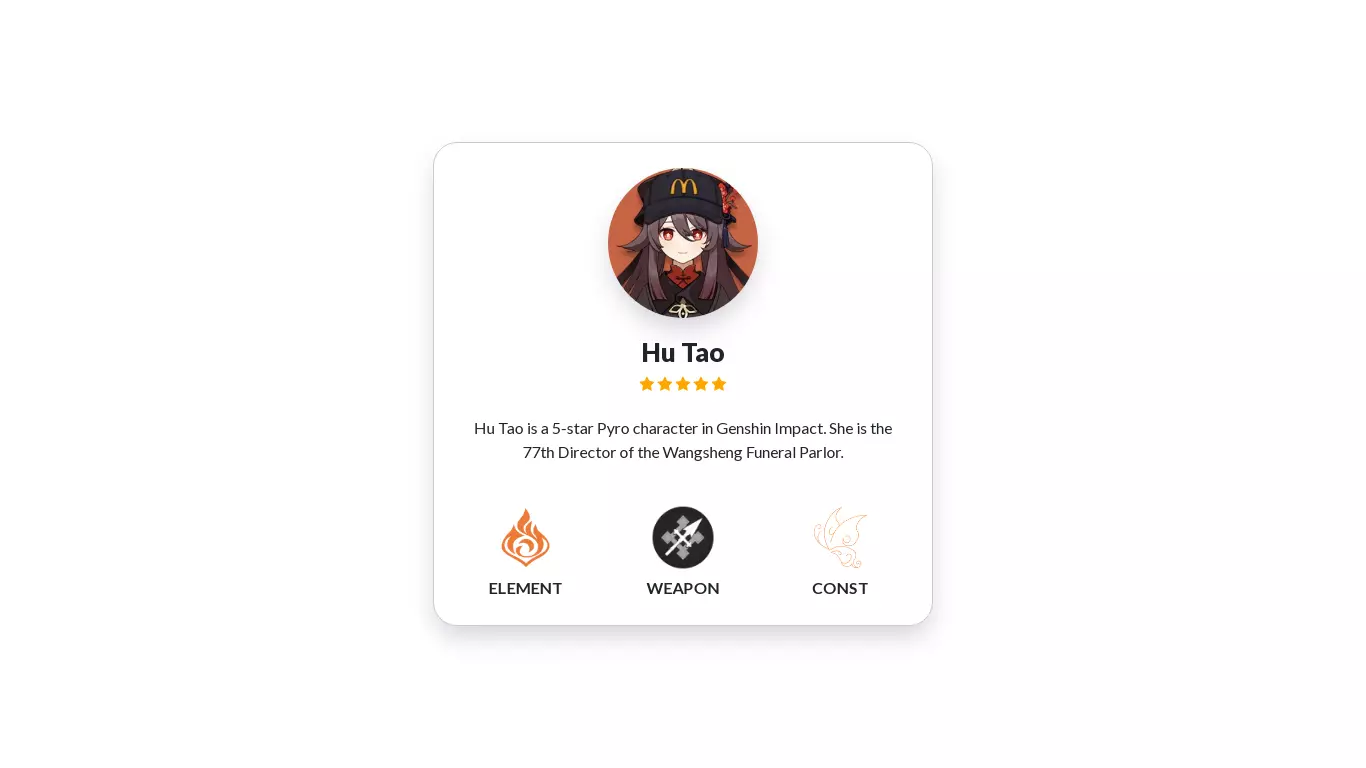 Hu Tao
Hu Tao is a 5-star Pyro character in Genshin Impact. She is the
77th Director of the Wangsheng Funeral Parlor.
ELEMENT
WEAPON
CONST